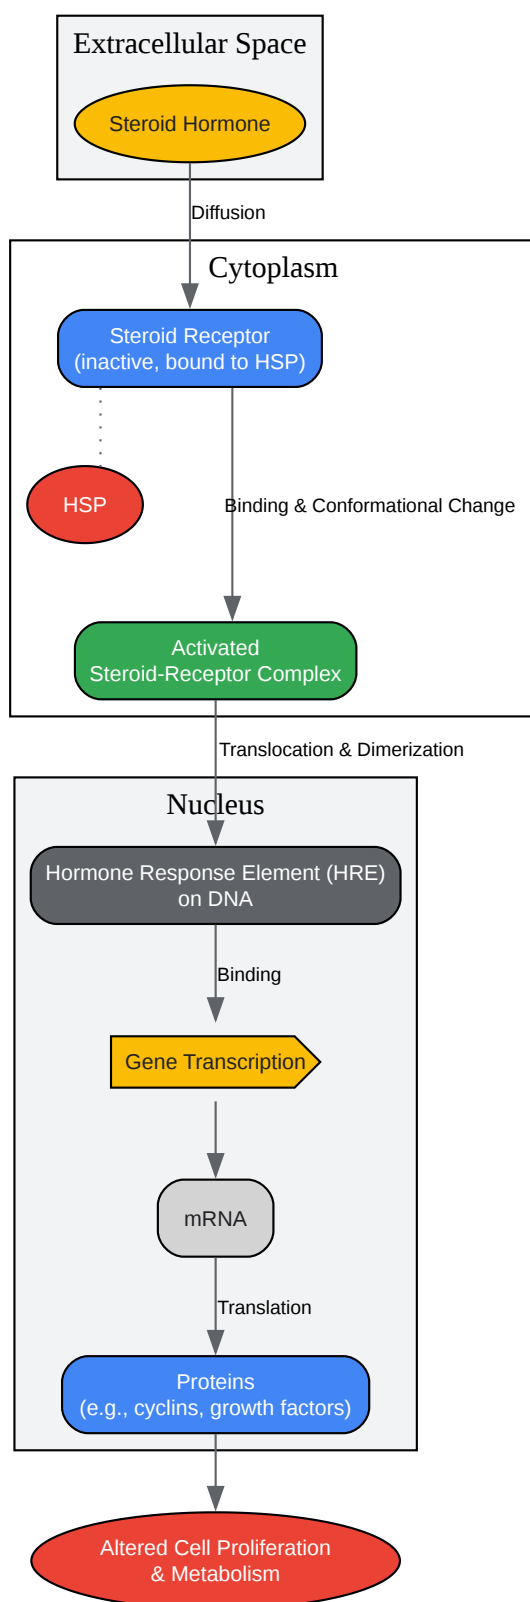 Extracellular Space
Steroid Hormone
Diffusion
Cytoplasm
Steroid Receptor
(inactive, bound to HSP)
HSP
Binding & Conformational Change
Activated
Steroid-Receptor Complex
Translocation & Dimerization
Nucleus
Hormone Response Element (HRE)
on DNA
Binding
Gene Transcription
mRNA
Translation
Proteins
(e.g., cyclins, growth factors)
Altered Cell Proliferation
& Metabolism